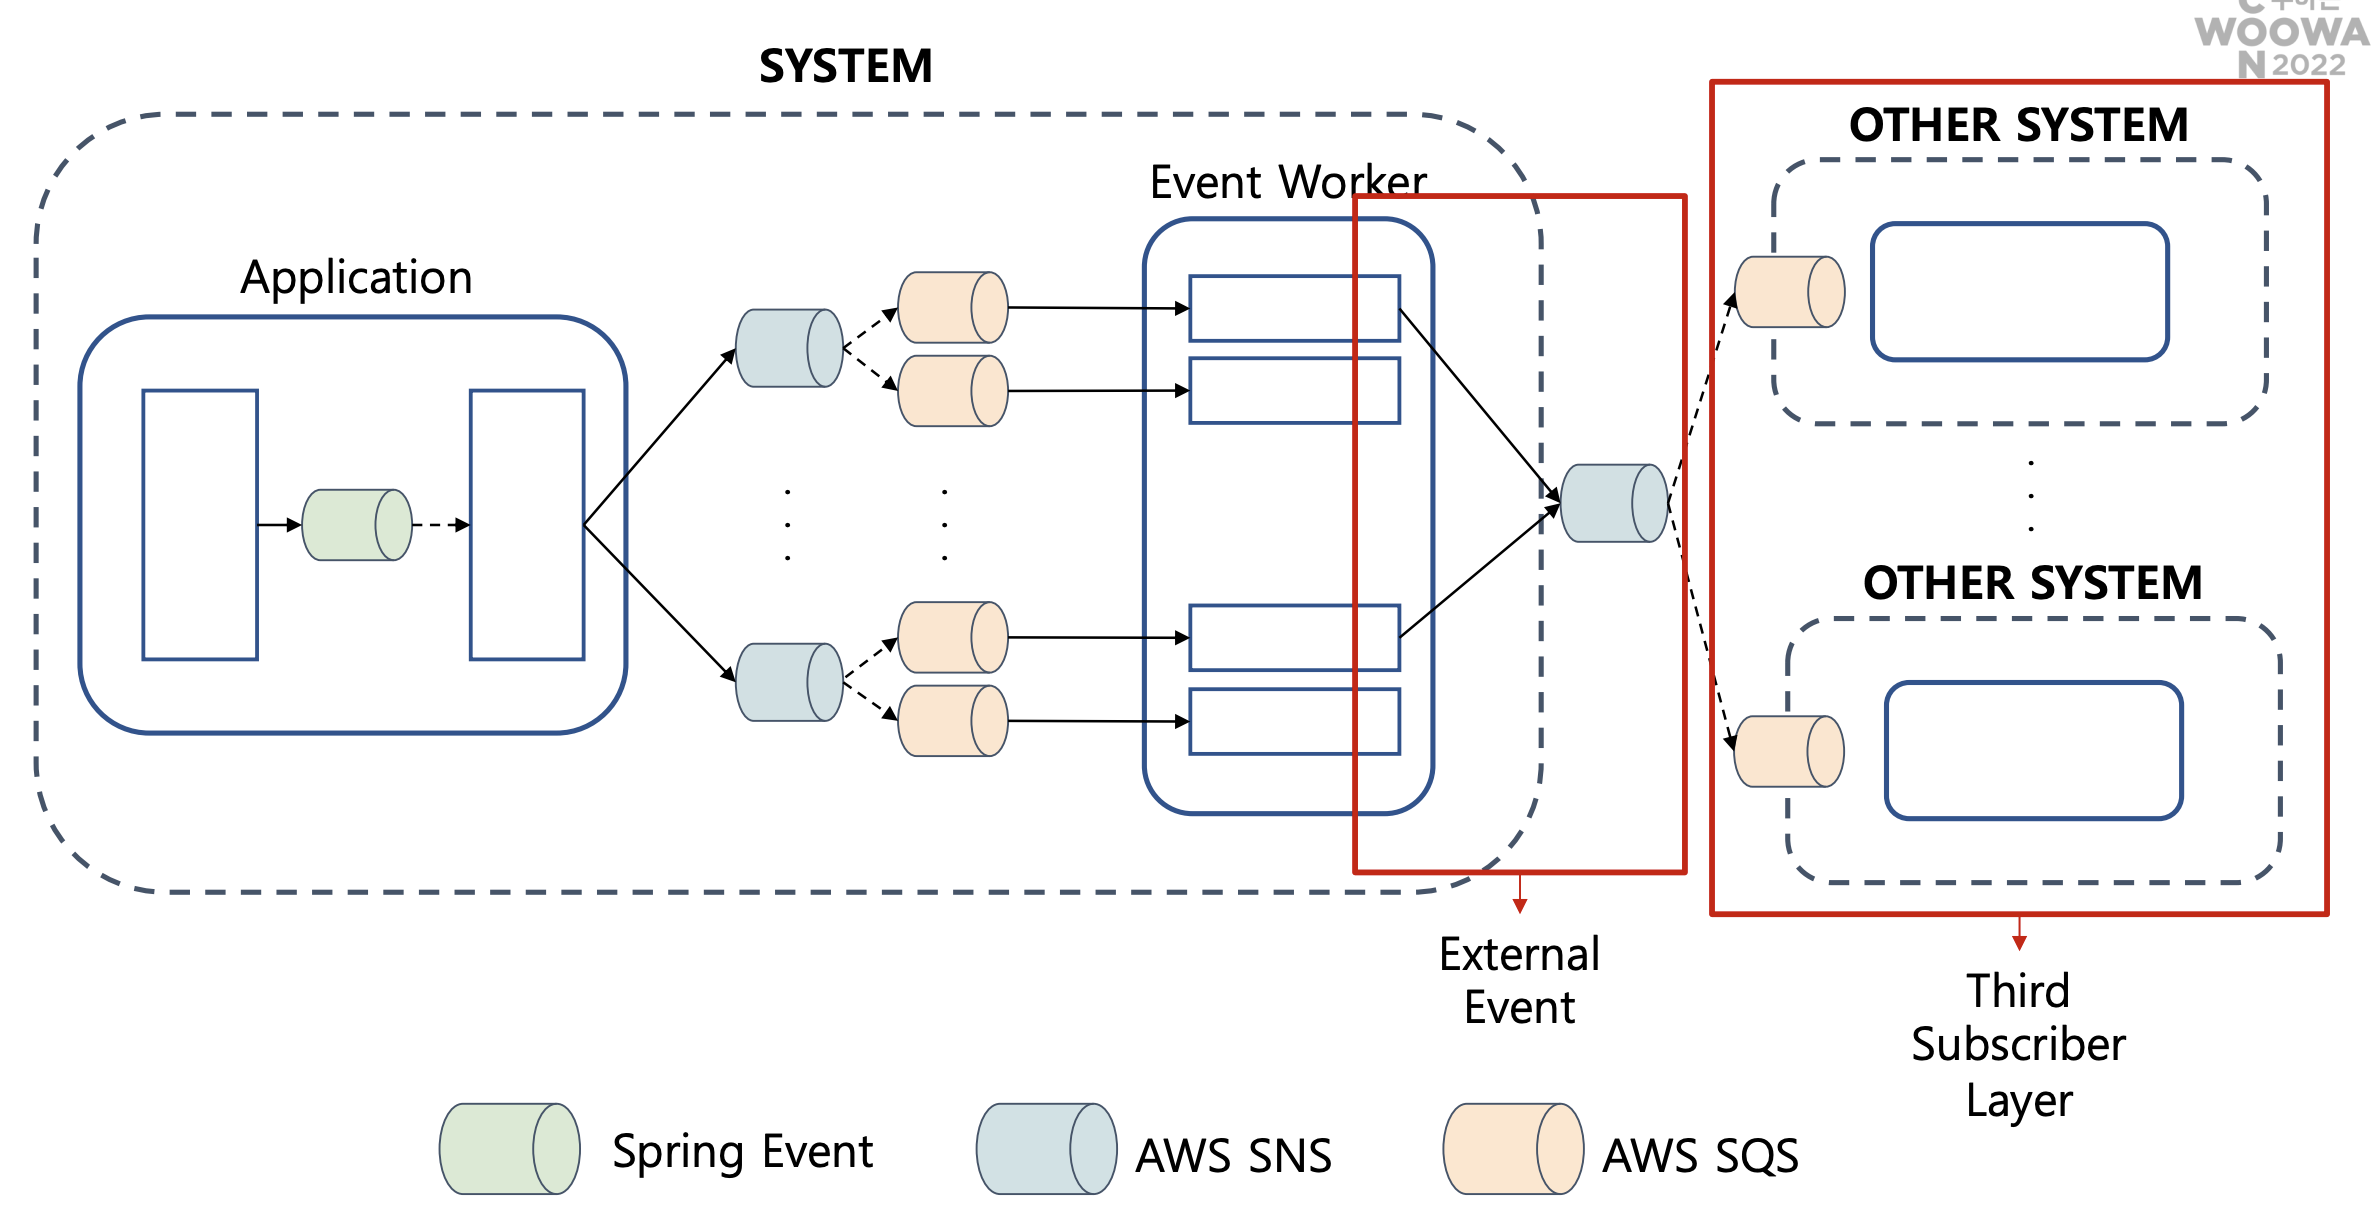 WOOWA
N 2022
SYSTEM
OTHER SYSTEM
Event Worker
Application
OTHER SYSTEM
External
Event
Third
Subscriber
Layer
Spring Event
AWS SNS
AWS SQS